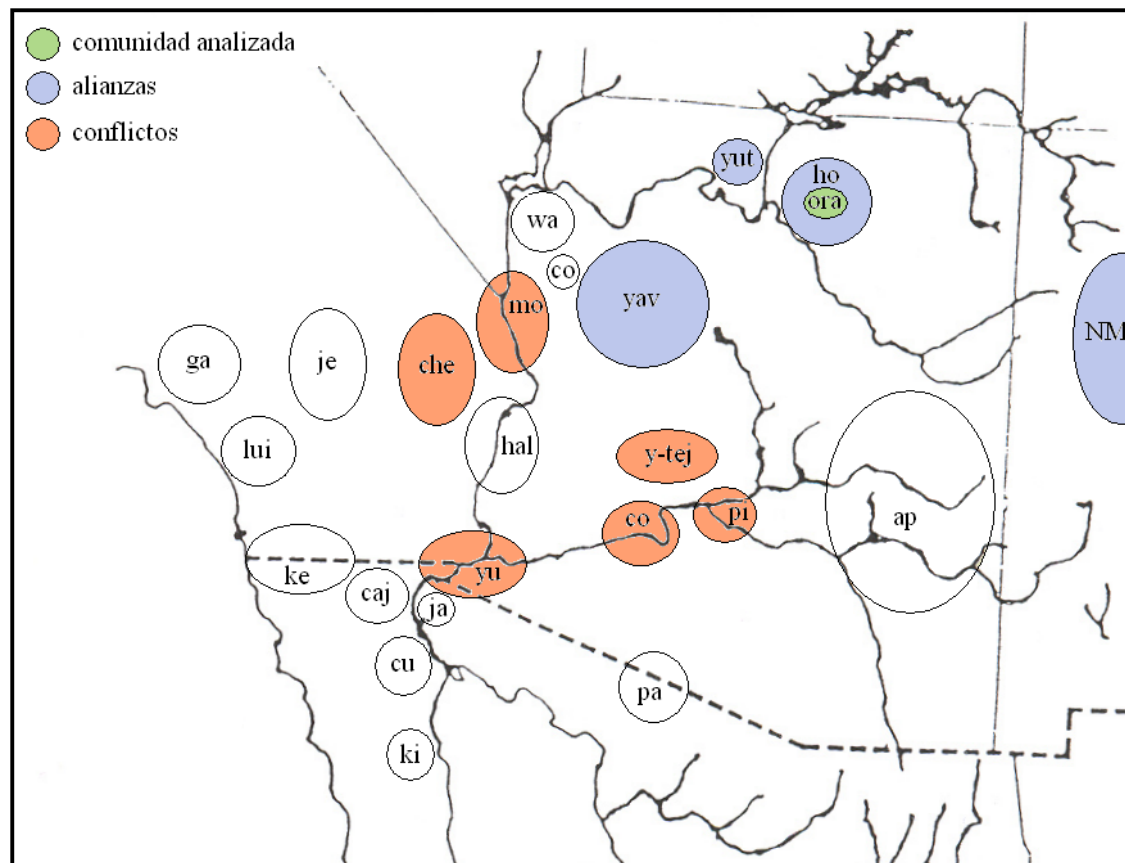 comunidad analizada
alianzas
conflictos
yut
ho
ora
wa
co
yav
mo
NM
ga
je
che
lui
hal
y-tej
co
pi
ap
ke
yu
caj
ja
cu
pa
ki